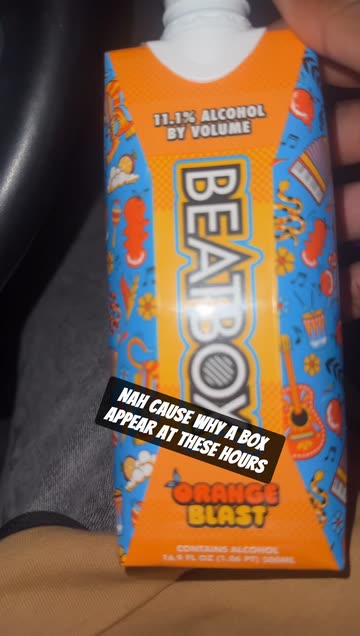 11.1% ALCOHOL
BY VOLUME
BEATBOX
NAH CAUSE WHY A BOX
APPEAR AT THESE HOURS
ORANGE
BLAST
CONTAINS ALCOHOL
16.9 FL OZ (1.06 PT) 500ML